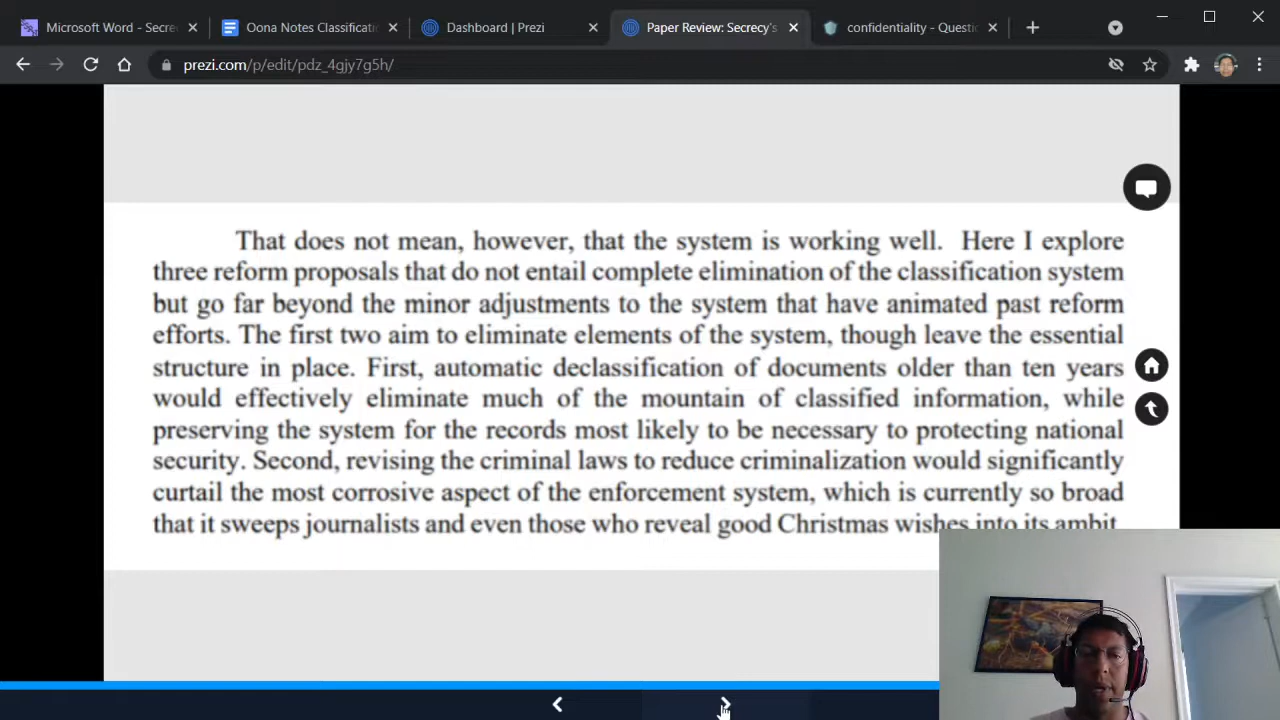 Microsoft Word - Secre
Oona Notes Classificati
Dashboard | Prezi
Paper Review: Secrecy's
confidentiality - Questi
prezi.com/p/edit/pdz_4gjy7g5h/
That does not mean, however, that the system is working well. Here I explore
three reform proposals that do not entail complete elimination of the classification system
but go far beyond the minor adjustments to the system that have animated past reform
efforts. The first two aim to eliminate elements of the system, though leave the essential
structure in place. First, automatic declassification of documents older than ten years
would effectively eliminate much of the mountain of classified information, while
preserving the system for the records most likely to be necessary to protecting national
security. Second, revising the criminal laws to reduce criminalization would significantly
curtail the most corrosive aspect of the enforcement system, which is currently so broad
that it sweeps journalists and even those who reveal good Christmas wishes into its ambit.